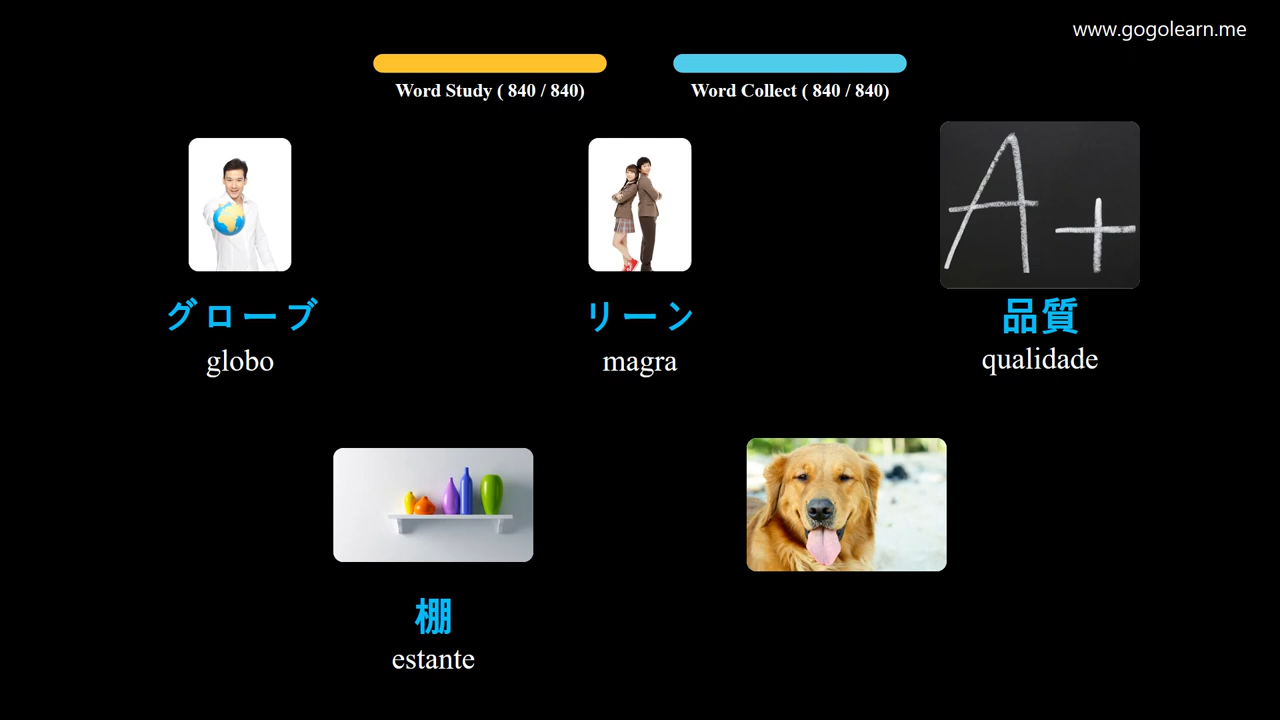 www.gogolearn.me
Word Study ( 840 / 840)
Word Collect ( 840 / 840)
A+
グローブ
globo
リーン
magra
品質
qualidade
棚
estante